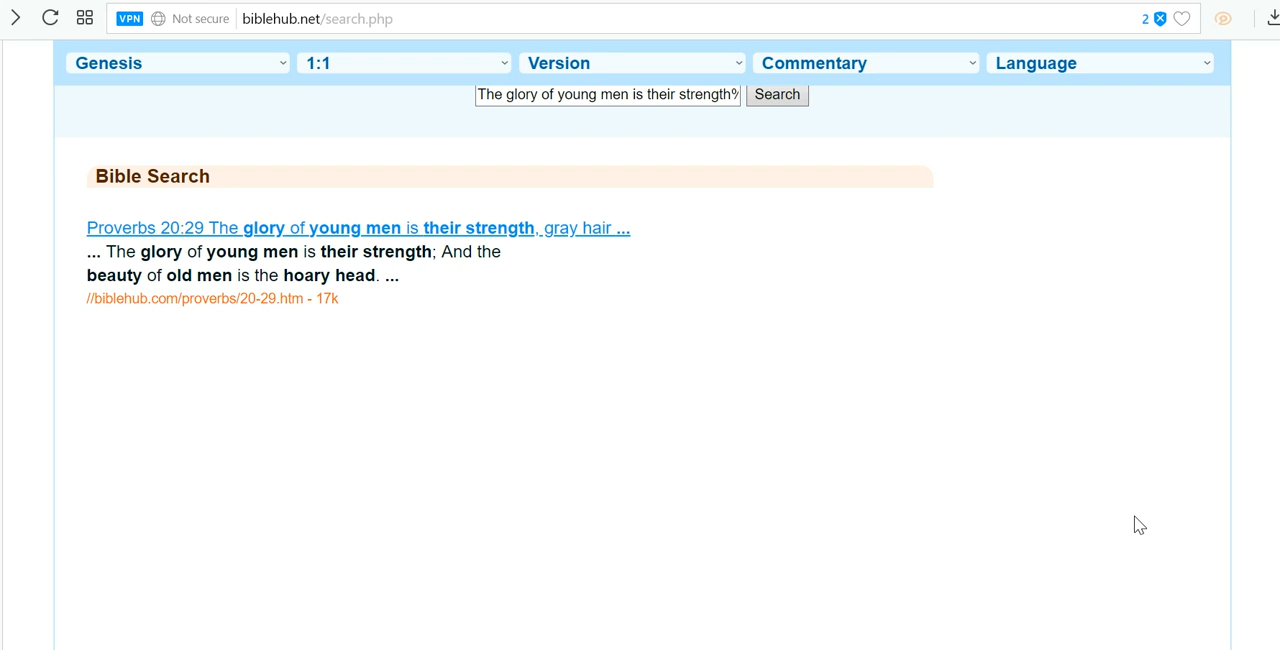 VPN Not secure biblehub.net/search.php 2
Genesis 1:1 Version Commentary Language
The glory of young men is their strength% Search
Bible Search
Proverbs 20:29 The glory of young men is their strength, gray hair ...
... The glory of young men is their strength; And the
beauty of old men is the hoary head. ...
//biblehub.com/proverbs/20-29.htm - 17k